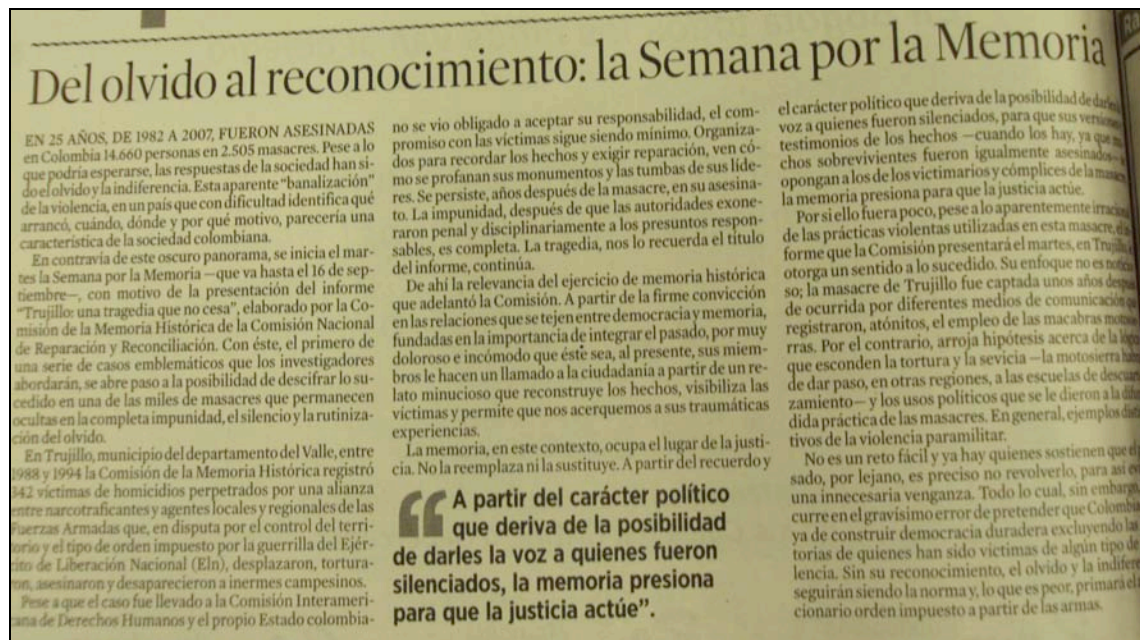 Del olvido al reconocimiento: la Semana por la Memoria
EN 25 AÑOS, DE 1982 A 2007, FUERON ASESINADAS
en Colombia 14.660 personas en 2.505 masacres. Pese a lo
que podría esperarse, las respuestas de la sociedad han si-
do el olvido y la indiferencia. Esta aparente “banalización”
de la violencia, en un país que con dificultad identifica qué
arrancó, cuándo, dónde y por qué motivo, parecería una
característica de la sociedad colombiana.
En contravía de este oscuro panorama, se inicia el mar-
tes la Semana por la Memoria —que va hasta el 16 de sep-
tiembre—, con motivo de la presentación del informe
“Trujillo: una tragedia que no cesa”, elaborado por la Co-
misión de la Memoria Histórica de la Comisión Nacional
de Reparación y Reconciliación. Con éste, el primero de
una serie de casos emblemáticos que los investigadores
abordarán, se abre paso a la posibilidad de descifrar lo su-
cedido en una de las miles de masacres que permanecen
ocultas en la completa impunidad, el silencio y la rutiniza-
ción del olvido.
En Trujillo, municipio del departamento del Valle, entre
1988 y 1994 la Comisión de la Memoria Histórica registró
342 víctimas de homicidios perpetrados por una alianza
entre narcotraficantes y agentes locales y regionales de las
Fuerzas Armadas que, en disputa por el control del terri-
torio y el tipo de orden impuesto por la guerrilla del Ejér-
cito de Liberación Nacional (Eln), desplazaron, tortura-
ron, asesinaron y desaparecieron a inermes campesinos.
Pese a que el caso fue llevado a la Comisión Interameri-
cana de Derechos Humanos y el propio Estado colombia-
no se vio obligado a aceptar su responsabilidad, el com-
promiso con las víctimas sigue siendo mínimo. Organiza-
dos para recordar los hechos y exigir reparación, ven có-
mo se profanan sus monumentos y las tumbas de sus líde-
res. Se persiste, años después de la masacre, en su asesina-
to. La impunidad, después de que las autoridades exone-
raron penal y disciplinariamente a los presuntos respon-
sables, es completa. La tragedia, nos lo recuerda el título
del informe, continúa.
De ahí la relevancia del ejercicio de memoria histórica
que adelantó la Comisión. A partir de la firme convicción
en las relaciones que se tejen entre democracia y memoria,
fundadas en la importancia de integrar el pasado, por muy
doloroso e incómodo que éste sea, al presente, sus miem-
bros le hacen un llamado a la ciudadanía a partir de un re-
lato minucioso que reconstruye los hechos, visibiliza las
víctimas y permite que nos acerquemos a sus traumáticas
experiencias.
La memoria, en este contexto, ocupa el lugar de la justi-
cia. No la reemplaza ni la sustituye. A partir del recuerdo y
“A partir del carácter político
que deriva de la posibilidad
de darles la voz a quienes fueron
silenciados, la memoria presiona
para que la justicia actúe”.
el carácter político que deriva de la posibilidad de darles
voz a quienes fueron silenciados, para que sus versiones
testimonios de los hechos —cuando los hay, ya que
chos sobrevivientes fueron igualmente asesinados—
opongan a los de los victimarios y cómplices de la
la memoria presiona para que la justicia actúe.
Por si ello fuera poco, pese a lo aparentemente irracional
de las prácticas violentas utilizadas en esta masacre, el
forme que la Comisión presentará el martes, en Trujillo,
otorga un sentido a lo sucedido. Su enfoque no es
so; la masacre de Trujillo fue captada unos años después
de ocurrida por diferentes medios de comunicación
registraron, atónitos, el empleo de las macabras
rras. Por el contrario, arroja hipótesis acerca de la
que esconden la tortura y la sevicia —la motosierra
de dar paso, en otras regiones, a las escuelas de
zamiento— y los usos políticos que se le dieron a la
dida práctica de las masacres. En general, ejemplos
tivos de la violencia paramilitar.
No es un reto fácil y ya hay quienes sostienen que
sado, por lejano, es preciso no revolverlo, para así
una innecesaria venganza. Todo lo cual, sin embargo,
curre en el gravísimo error de pretender que Colombia
ya de construir democracia duradera excluyendo
torias de quienes han sido víctimas de algún tipo de
lencia. Sin su reconocimiento, el olvido y la
seguirán siendo la norma y, lo que es peor, primará el
cionario orden impuesto a partir de las armas.